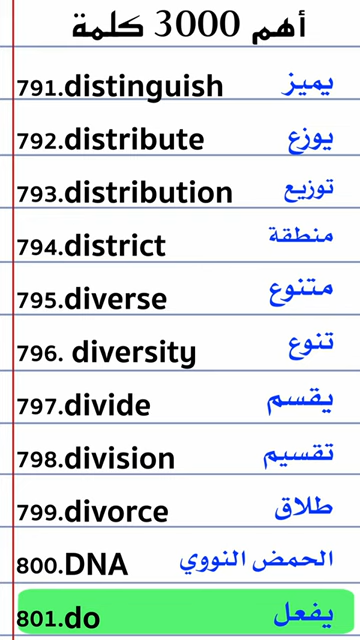 أهم 3000 كلمة
791.distinguish يميز
792.distribute يوزع
793.distribution توزيع
794.district منطقة
795.diverse متنوع
796. diversity تنوع
797.divide يقسم
798.division تقسيم
799.divorce طلاق
800.DNA الحمض النووي
801.do يفعل